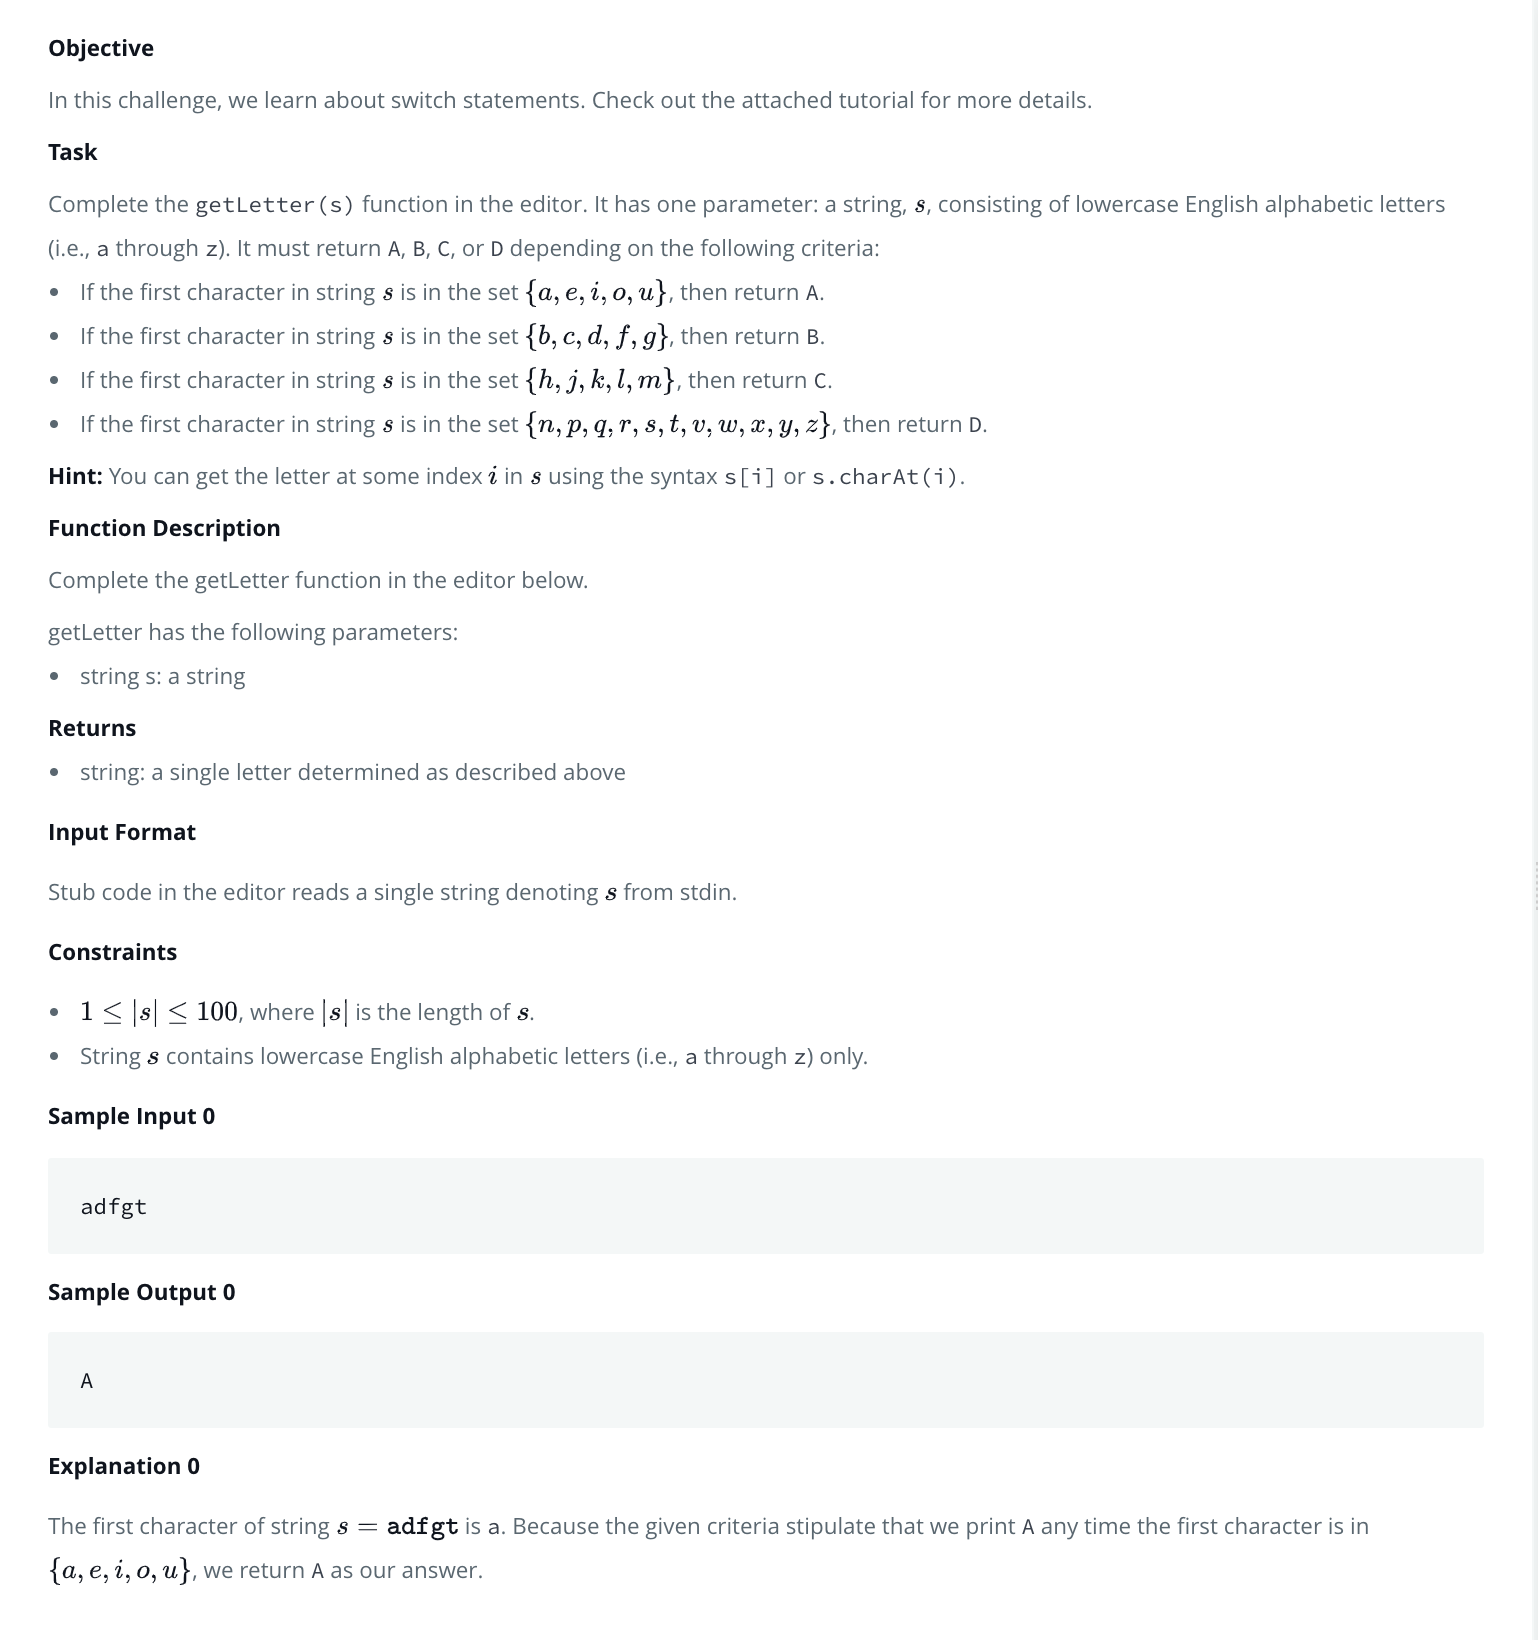 Objective
In this challenge, we learn about switch statements. Check out the attached tutorial for more details.
Task
Complete the getLetter(s) function in the editor. It has one parameter: a string, s, consisting of lowercase English alphabetic letters
(i.e., a through z). It must return A, B, C, or D depending on the following criteria:
• If the first character in string s is in the set {a, e, i, o, u}, then return A.
• If the first character in string s is in the set {b, c, d, f, g}, then return B.
• If the first character in string s is in the set {h, j, k, l, m}, then return C.
• If the first character in string s is in the set {n, p, q, r, s, t, v, w, x, y, z}, then return D.
Hint: You can get the letter at some index i in s using the syntax s[i] or s.charAt(i).
Function Description
Complete the getLetter function in the editor below.
getLetter has the following parameters:
• string s: a string
Returns
• string: a single letter determined as described above
Input Format
Stub code in the editor reads a single string denoting s from stdin.
Constraints
• 1 ≤ |s| ≤ 100, where |s| is the length of s.
• String s contains lowercase English alphabetic letters (i.e., a through z) only.
Sample Input 0
adfgt
Sample Output 0
A
Explanation 0
The first character of string s = adfgt is a. Because the given criteria stipulate that we print A any time the first character is in
{a, e, i, o, u}, we return A as our answer.